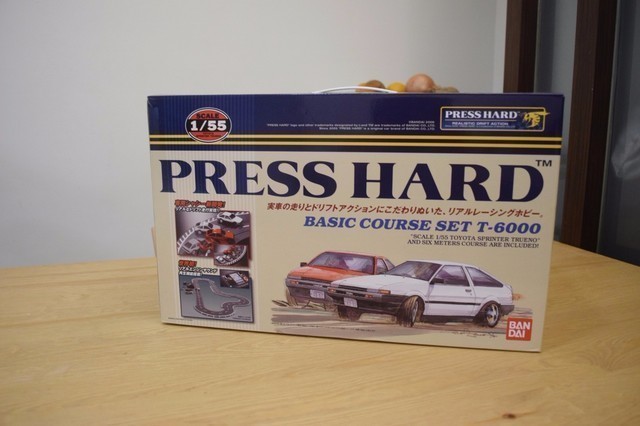 SCALE
1/55
PRESS HARD
REALISTIC DRIFT ACTION
PRESS HARD™
実車の走りとドリフトアクションにこだわりぬいた、リアルレーシングホビー。
BASIC COURSE SET T-6000
"SCALE 1/55 TOYOTA SPRINTER TRUENO"
AND SIX METERS COURSE ARE INCLUDED!
BAN
DAI